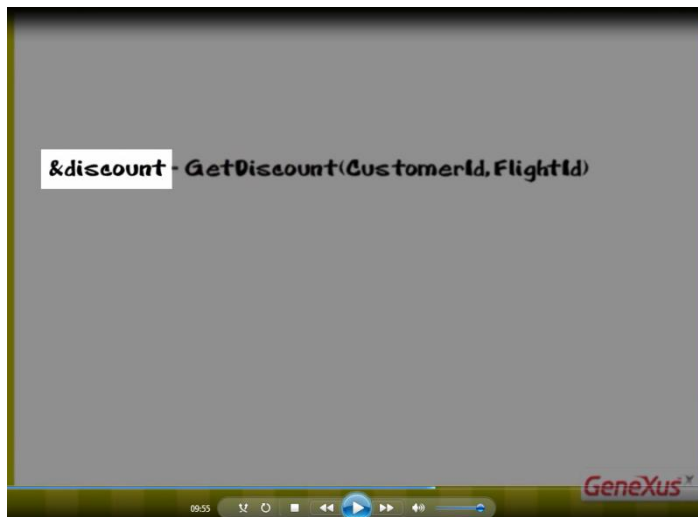 &discount = GetDiscount(CustomerId, FlightId)
GeneXus X
09:55